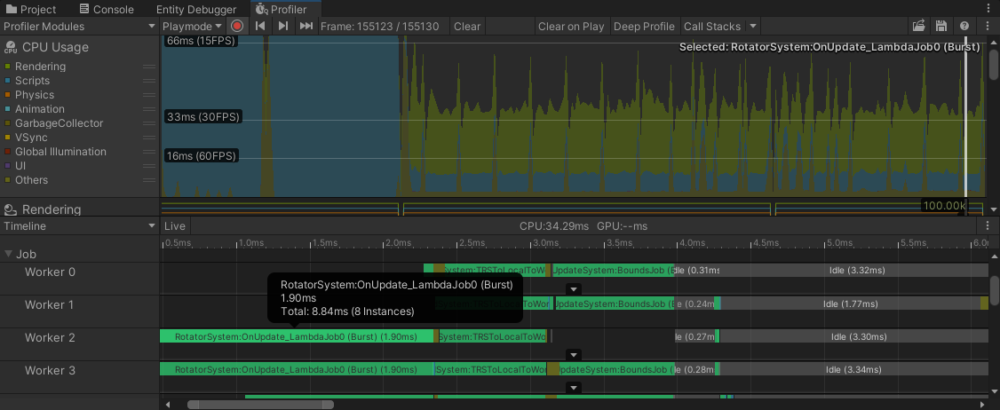 Project Console Entity Debugger Profiler
Profiler Modules Playmode Frame: 155123 / 155130 Clear Clear on Play Deep Profile Call Stacks
CPU Usage
Rendering
Scripts
Physics
Animation
GarbageCollector
VSync
Global Illumination
UI
Others
66ms (15FPS)
Selected: RotatorSystem:OnUpdate_LambdaJob0 (Burst)
33ms (30FPS)
16ms (60FPS)
Rendering
100.00k
Timeline Live CPU:34.29ms GPU:--ms
0.5ms 1.0ms 1.5ms 2.0ms 2.5ms 3.0ms 3.5ms 4.0ms 4.5ms 5.0ms 5.5ms 6.0
Job
Worker 0 System:TRSToLocalToWo UpdateSystem:BoundsJob ( dle (0.31ms Idle (3.32ms)
RotatorSystem:OnUpdate_LambdaJob0 (Burst)
1.90ms
Total: 8.84ms (8 Instances)
Worker 1 ToLocalToWor UpdateSystem:BoundsJob (B le (0.24m Idle (1.77ms)
Worker 2 RotatorSystem:OnUpdate_LambdaJob0 (Burst) (1.90ms) System:TRSToLocalToWo le (0.27m Idle (3.30ms)
Worker 3 RotatorSystem:OnUpdate_LambdaJob0 (Burst) (1.90ms) System:TRSToLocalToWor pdateSystem:BoundsJob ( le (0.28m Idle (3.34ms)